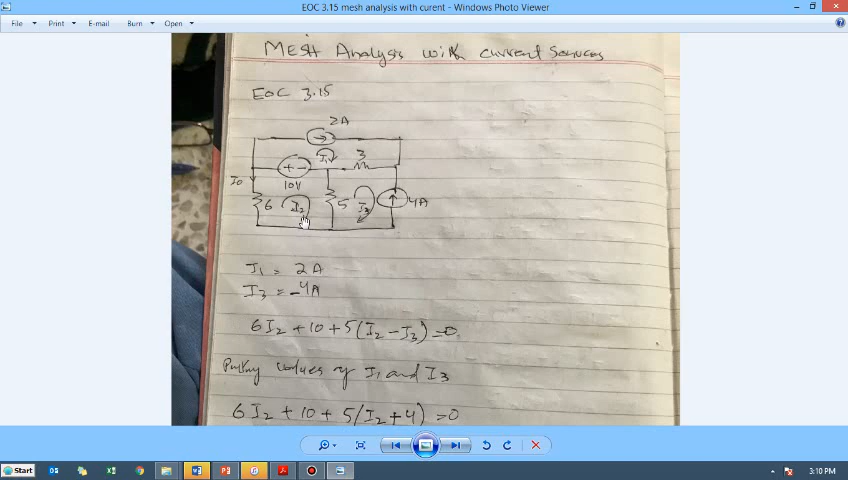 EOC 3.15 mesh analysis with curent - Windows Photo Viewer
File Print E-mail Burn Open
MESH Analysis with current sources
EOC 3.15
2A
I1 3
+ -
Io 10V
6 I2 5 I3 4A
I1 = 2A
I3 = -4A
6I2 + 10 + 5(I2 - I3) = 0
Putting values of I1 and I3
6I2 + 10 + 5(I2 + 4) = 0
Start 3:10 PM